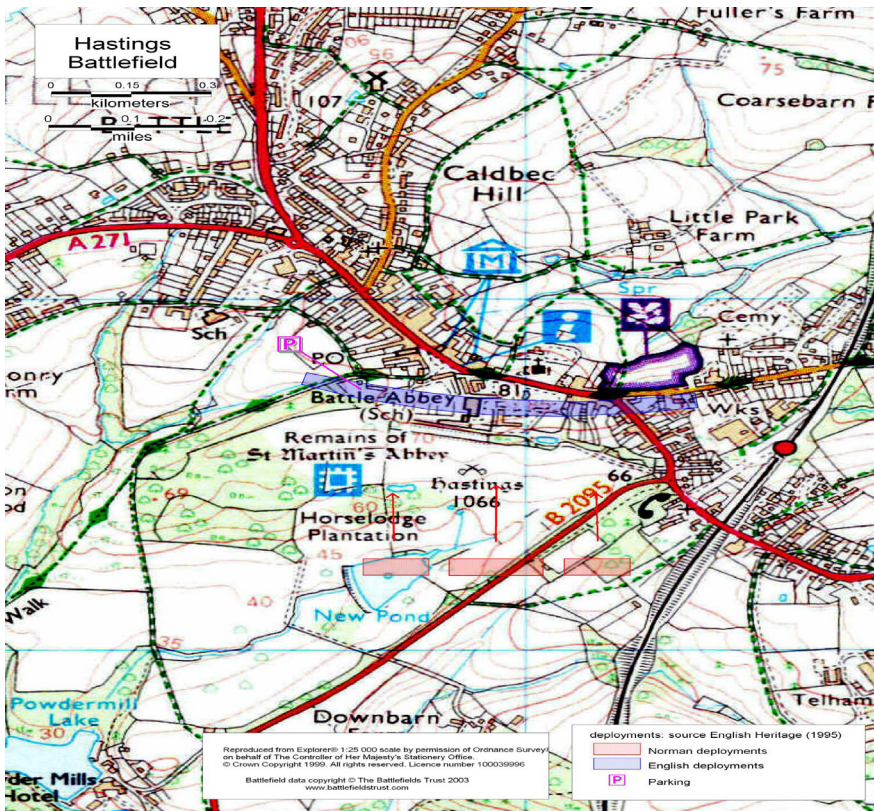 Hastings
Battlefield
0 0.15 0.3
kilometers
0 0.1 0.2
miles
Fuller's Farm
90
95
75
107
Coarsebarn F
Caldbec
Hill
Little Park
Farm
A 271
M
Spr
i
Cemy
Sch
P
PO
onry
rm
81
Battle Abbey
(Sch)
Wks
Remains of
St Martin's Abbey
70
Hastings
1066
66
69
60
B 2095
Horselodge
Plantation
45
40
New Pond
Walk
35
Powdermill
Lake
30
Telham
Downbarn
der Mills
Hotel
Reproduced from Explorer® 1:25 000 scale by permission of Ordnance Survey
on behalf of The Controller of Her Majesty's Stationery Office.
© Crown Copyright 1999. All rights reserved. Licence number 100039996
Battlefield data copyright © The Battlefields Trust 2003
www.battlefieldstrust.com
deployments: source English Heritage (1995)
Norman deployments
English deployments
P Parking